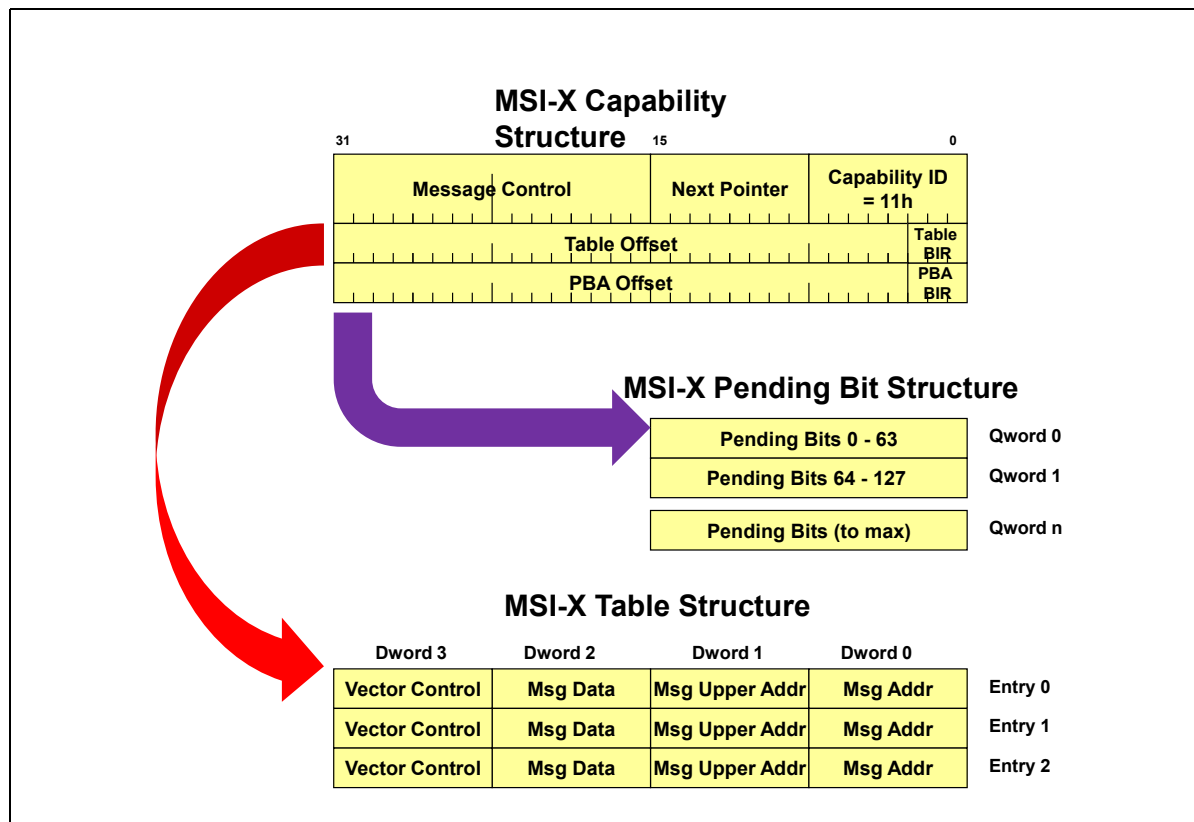 MSI-X Capability
Structure
31 15 0
Message Control Next Pointer Capability ID
= 11h
Table Offset Table
BIR
PBA Offset PBA
BIR
MSI-X Pending Bit Structure
Pending Bits 0 - 63 Qword 0
Pending Bits 64 - 127 Qword 1
Pending Bits (to max) Qword n
MSI-X Table Structure
Dword 3 Dword 2 Dword 1 Dword 0
Vector Control Msg Data Msg Upper Addr Msg Addr Entry 0
Vector Control Msg Data Msg Upper Addr Msg Addr Entry 1
Vector Control Msg Data Msg Upper Addr Msg Addr Entry 2